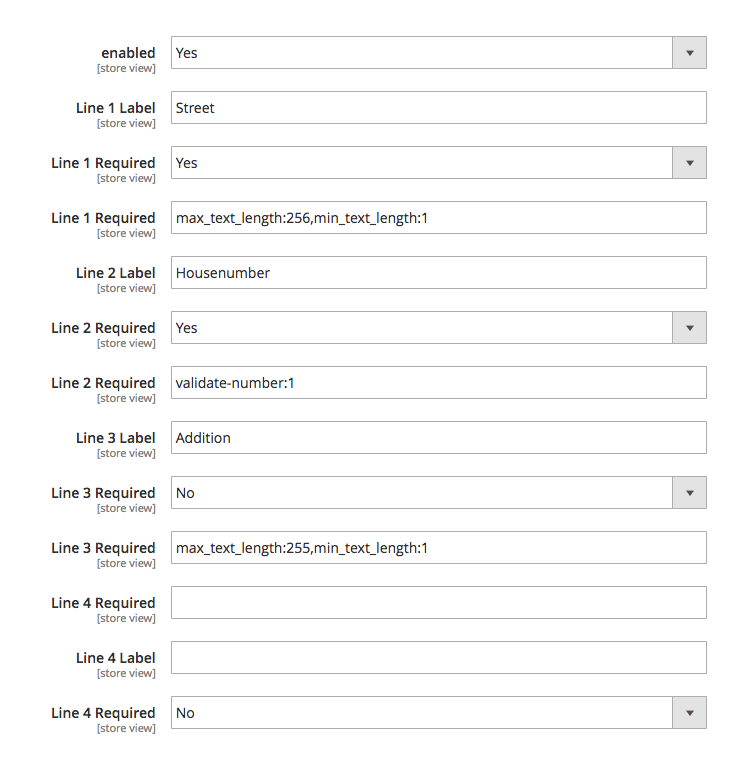 enabled Yes
[store view]
Line 1 Label Street
[store view]
Line 1 Required Yes
[store view]
Line 1 Required max_text_length:256,min_text_length:1
[store view]
Line 2 Label Housenumber
[store view]
Line 2 Required Yes
[store view]
Line 2 Required validate-number:1
[store view]
Line 3 Label Addition
[store view]
Line 3 Required No
[store view]
Line 3 Required max_text_length:255,min_text_length:1
[store view]
Line 4 Required
[store view]
Line 4 Label
[store view]
Line 4 Required No
[store view]